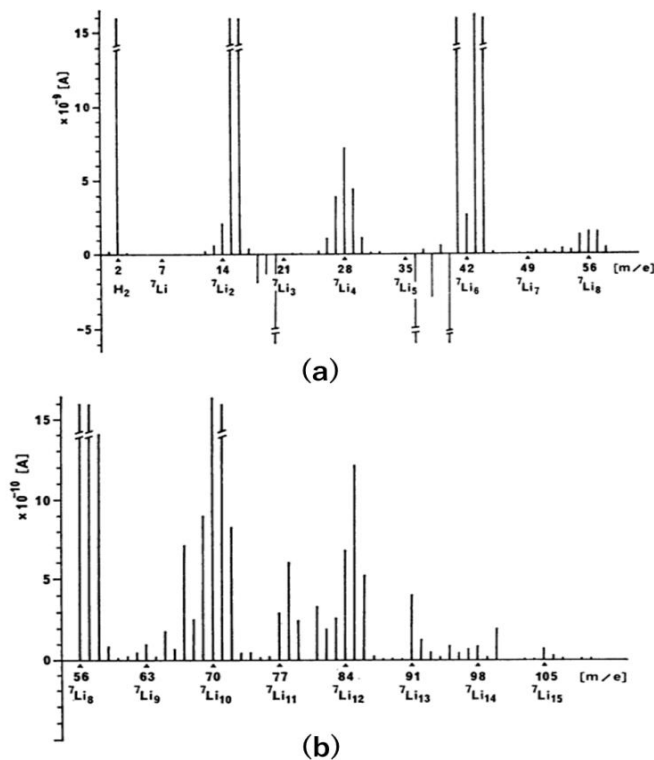 ×10⁻⁹ [A]
15
10
5
0
−5
2 7 14 21 28 35 42 49 56 [m/e]
H₂ ⁷Li ⁷Li₂ ⁷Li₃ ⁷Li₄ ⁷Li₅ ⁷Li₆ ⁷Li₇ ⁷Li₈
(a)
×10⁻¹⁰ [A]
15
10
5
0
56 63 70 77 84 91 98 105 [m/e]
⁷Li₈ ⁷Li₉ ⁷Li₁₀ ⁷Li₁₁ ⁷Li₁₂ ⁷Li₁₃ ⁷Li₁₄ ⁷Li₁₅
(b)